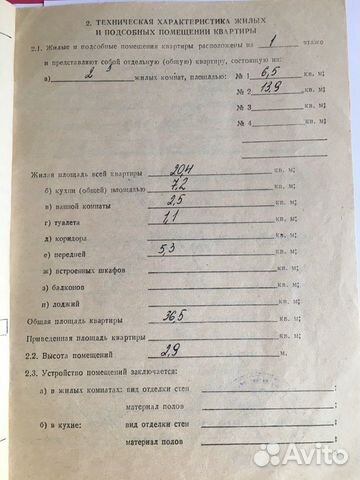 2. ТЕХНИЧЕСКАЯ ХАРАКТЕРИСТИКА ЖИЛЫХ
И ПОДСОБНЫХ ПОМЕЩЕНИИ КВАРТИРЫ
2.1. Жилые и подсобные помещения квартиры расположены на 1 этаже
и представляют собой отдельную (общую) квартиру, состоящую из:
а) 2 жилых комнат, площадью: № 1 6,5 кв. м;
№ 2 13,9 кв. м;
№ 3 кв. м;
№ 4 кв. м;
Жилая площадь всей квартиры 20,4 кв. м;
б) кухни (общей) площадью 7,2 кв. м;
в) ванной комнаты 2,5 кв. м;
г) туалета 1,1 кв. м;
д) коридора кв. м;
е) передней 5,3 кв. м;
ж) встроенных шкафов кв. м;
з) балконов кв. м;
и) лоджий кв. м;
Общая площадь квартиры 36,5 кв. м;
Приведенная площадь квартиры кв. м;
2.2. Высота помещений 2,9 м.
2.3. Устройство помещений заключается:
а) в жилых комнатах: вид отделки стен
материал полов
б) в кухне: вид отделки стен
материал полов
Avito